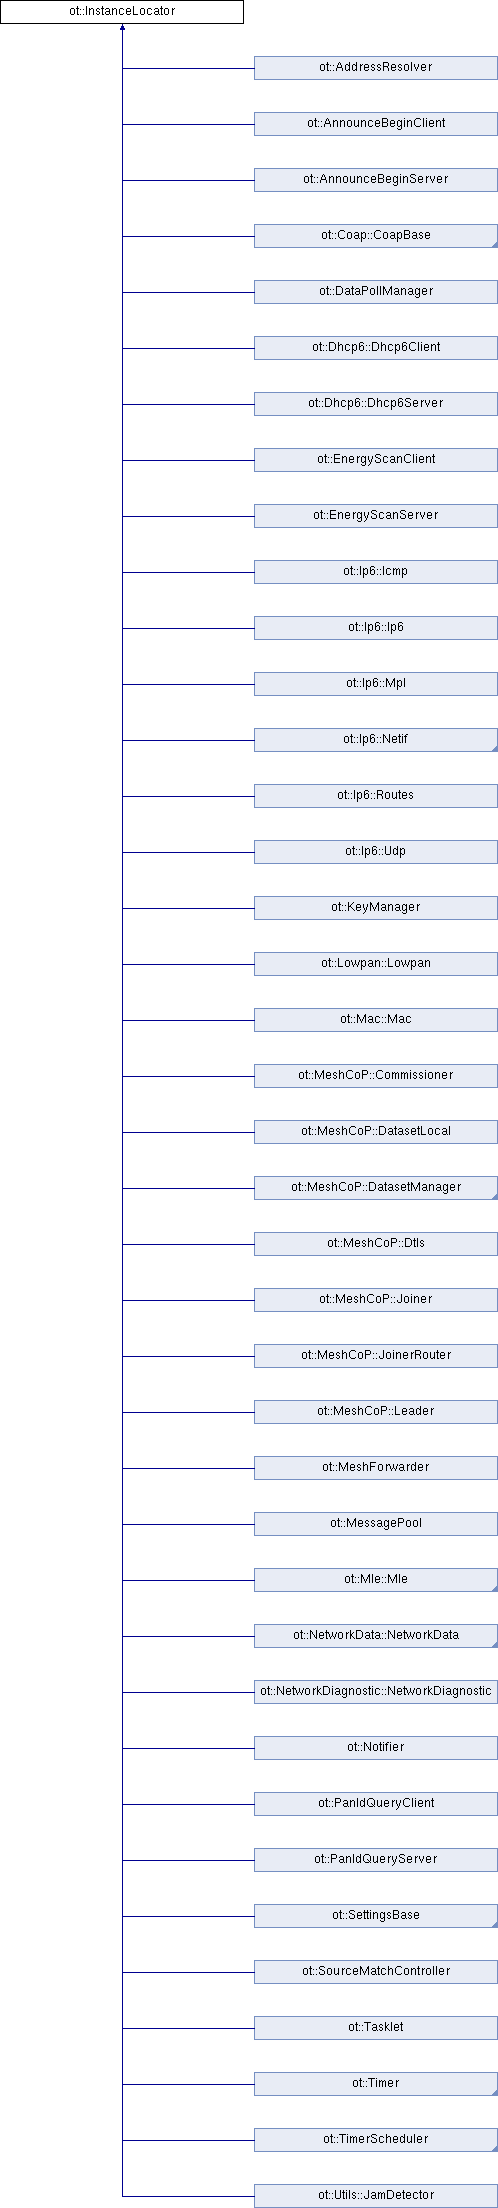 ot::InstanceLocator
ot::AddressResolver
ot::AnnounceBeginClient
ot::AnnounceBeginServer
ot::Coap::CoapBase
ot::DataPollManager
ot::Dhcp6::Dhcp6Client
ot::Dhcp6::Dhcp6Server
ot::EnergyScanClient
ot::EnergyScanServer
ot::Ip6::Icmp
ot::Ip6::Ip6
ot::Ip6::Mpl
ot::Ip6::Netif
ot::Ip6::Routes
ot::Ip6::Udp
ot::KeyManager
ot::Lowpan::Lowpan
ot::Mac::Mac
ot::MeshCoP::Commissioner
ot::MeshCoP::DatasetLocal
ot::MeshCoP::DatasetManager
ot::MeshCoP::Dtls
ot::MeshCoP::Joiner
ot::MeshCoP::JoinerRouter
ot::MeshCoP::Leader
ot::MeshForwarder
ot::MessagePool
ot::Mle::Mle
ot::NetworkData::NetworkData
ot::NetworkDiagnostic::NetworkDiagnostic
ot::Notifier
ot::PanIdQueryClient
ot::PanIdQueryServer
ot::SettingsBase
ot::SourceMatchController
ot::Tasklet
ot::Timer
ot::TimerScheduler
ot::Utils::JamDetector